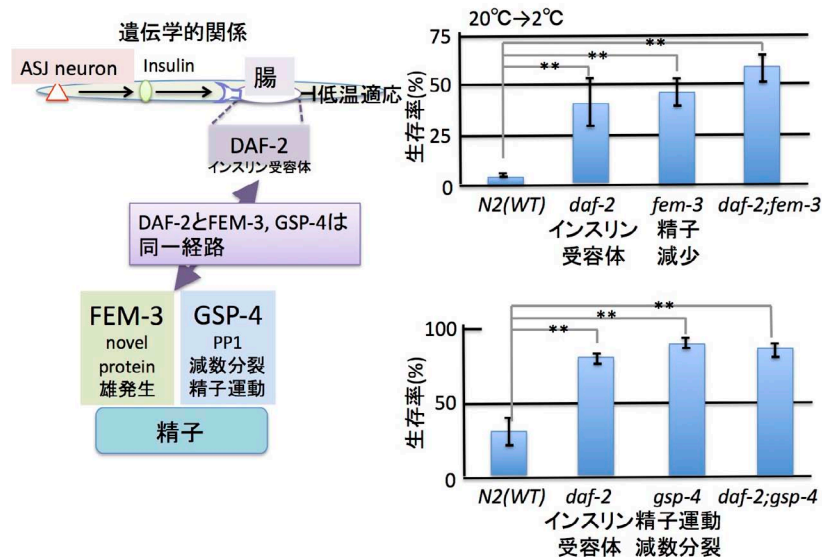 遺伝学的関係
ASJ neuron
Insulin
腸
低温適応
DAF-2
インスリン受容体
DAF-2とFEM-3, GSP-4は
同一経路
FEM-3
novel
protein
雄発生
GSP-4
PP1
減数分裂
精子運動
精子
20℃→2℃
生存率(%)
75
50
25
0
**
**
**
N2(WT)
daf-2
インスリン
受容体
fem-3
精子
減少
daf-2;fem-3
生存率(%)
100
50
0
**
**
**
N2(WT)
daf-2
インスリン
受容体
gsp-4
精子運動
減数分裂
daf-2;gsp-4